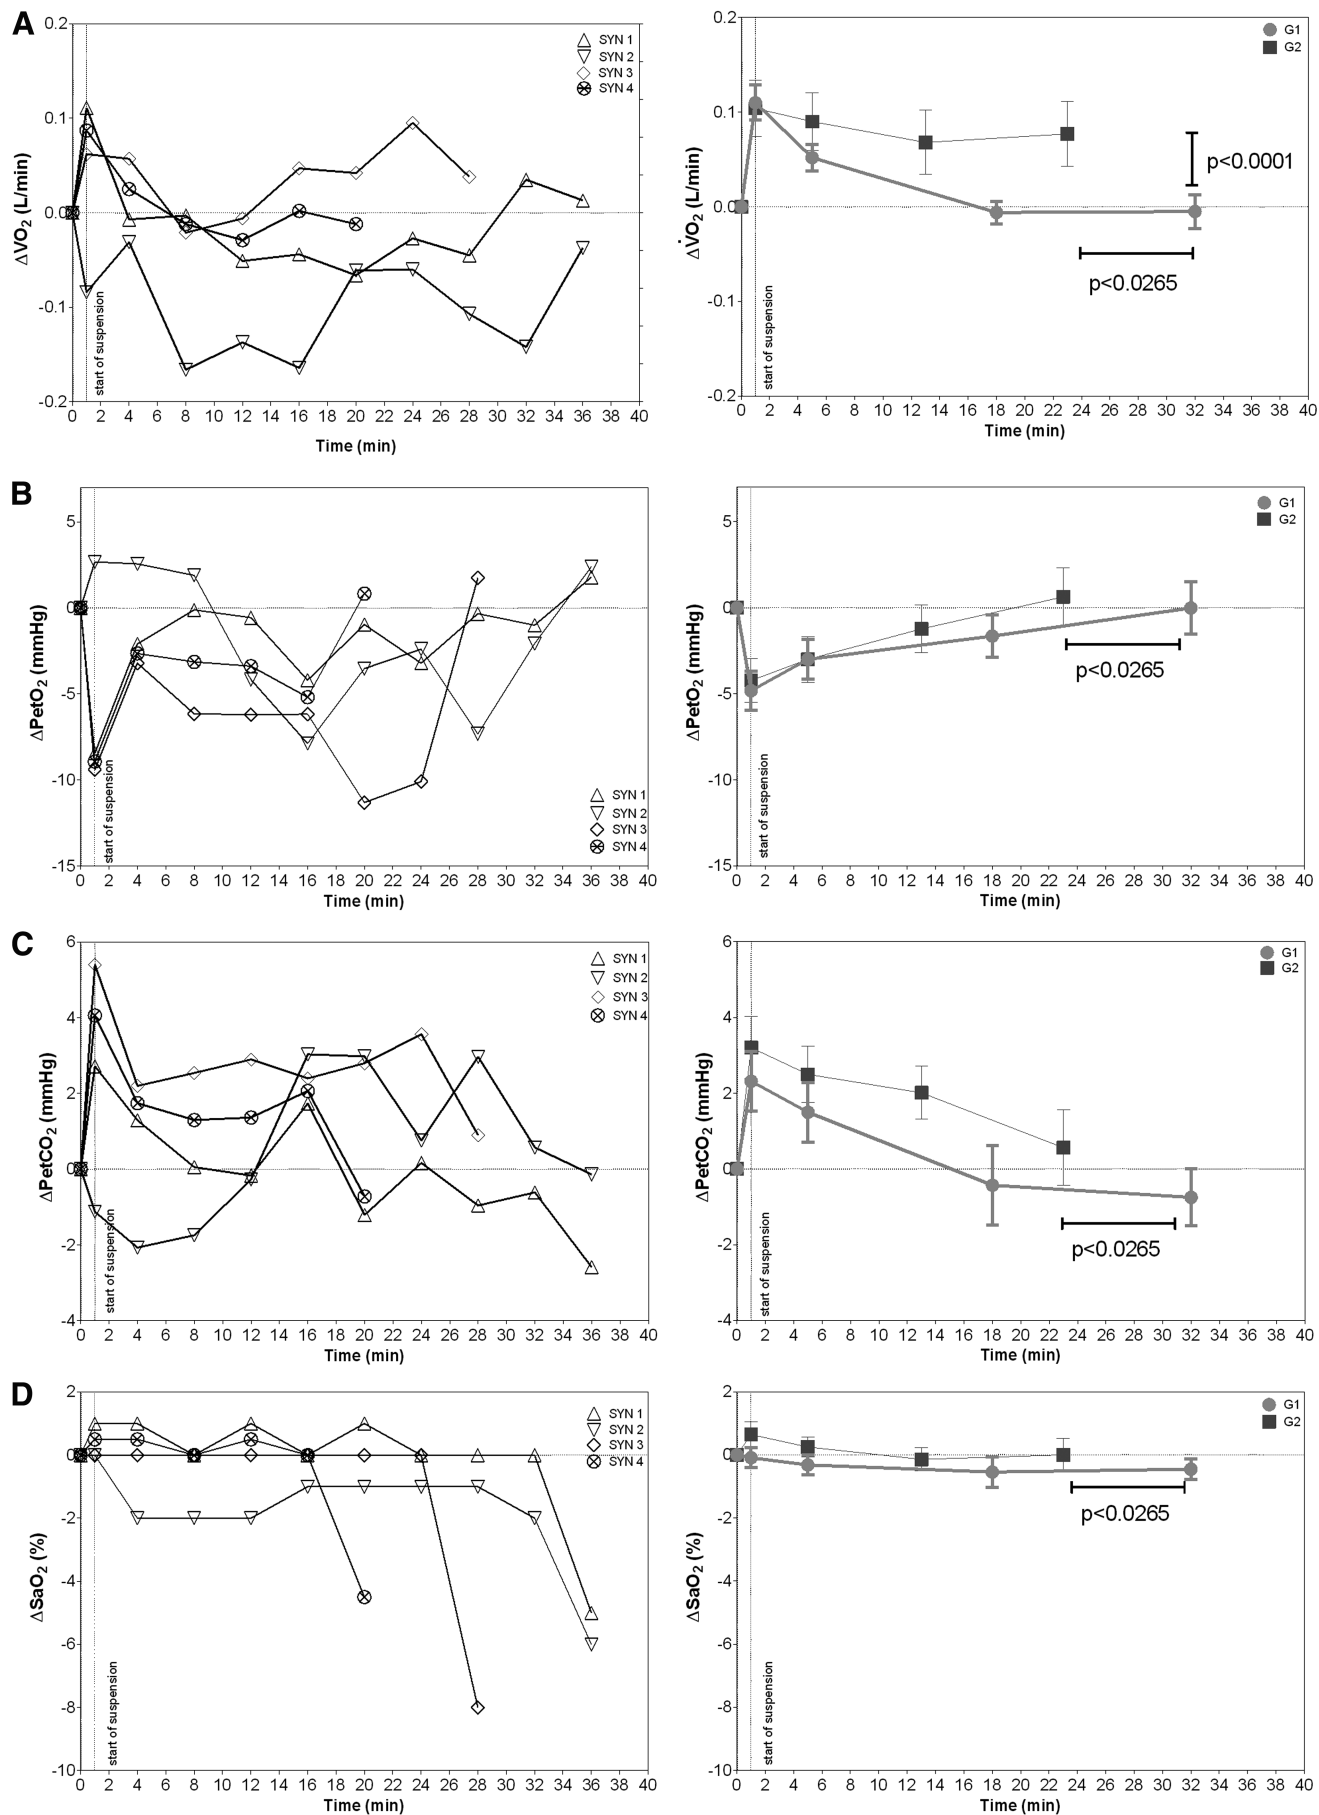 A
0.2
0.1
0.0
-0.1
-0.2
ΔVO2 (L/min)
start of suspension
SYN 1
SYN 2
SYN 3
SYN 4
0 2 4 6 8 10 12 14 16 18 20 22 24 26 28 30 32 34 36 38 40
Time (min)
0.2
0.1
0.0
-0.1
-0.2
ΔV̇O2 (L/min)
start of suspension
G1
G2
p<0.0001
p<0.0265
0 2 4 6 8 10 12 14 16 18 20 22 24 26 28 30 32 34 36 38 40
Time (min)
B
5
0
-5
-10
-15
ΔPetO2 (mmHg)
start of suspension
SYN 1
SYN 2
SYN 3
SYN 4
0 2 4 6 8 10 12 14 16 18 20 22 24 26 28 30 32 34 36 38 40
Time (min)
5
0
-5
-10
-15
ΔPetO2 (mmHg)
start of suspension
G1
G2
p<0.0265
0 2 4 6 8 10 12 14 16 18 20 22 24 26 28 30 32 34 36 38 40
Time (min)
C
6
4
2
0
-2
-4
ΔPetCO2 (mmHg)
start of suspension
SYN 1
SYN 2
SYN 3
SYN 4
0 2 4 6 8 10 12 14 16 18 20 22 24 26 28 30 32 34 36 38 40
Time (min)
6
4
2
0
-2
-4
ΔPetCO2 (mmHg)
start of suspension
G1
G2
p<0.0265
0 2 4 6 8 10 12 14 16 18 20 22 24 26 28 30 32 34 36 38 40
Time (min)
D
2
0
-2
-4
-6
-8
-10
ΔSaO2 (%)
start of suspension
SYN 1
SYN 2
SYN 3
SYN 4
0 2 4 6 8 10 12 14 16 18 20 22 24 26 28 30 32 34 36 38 40
Time (min)
2
0
-2
-4
-6
-8
-10
ΔSaO2 (%)
start of suspension
G1
G2
p<0.0265
0 2 4 6 8 10 12 14 16 18 20 22 24 26 28 30 32 34 36 38 40
Time (min)